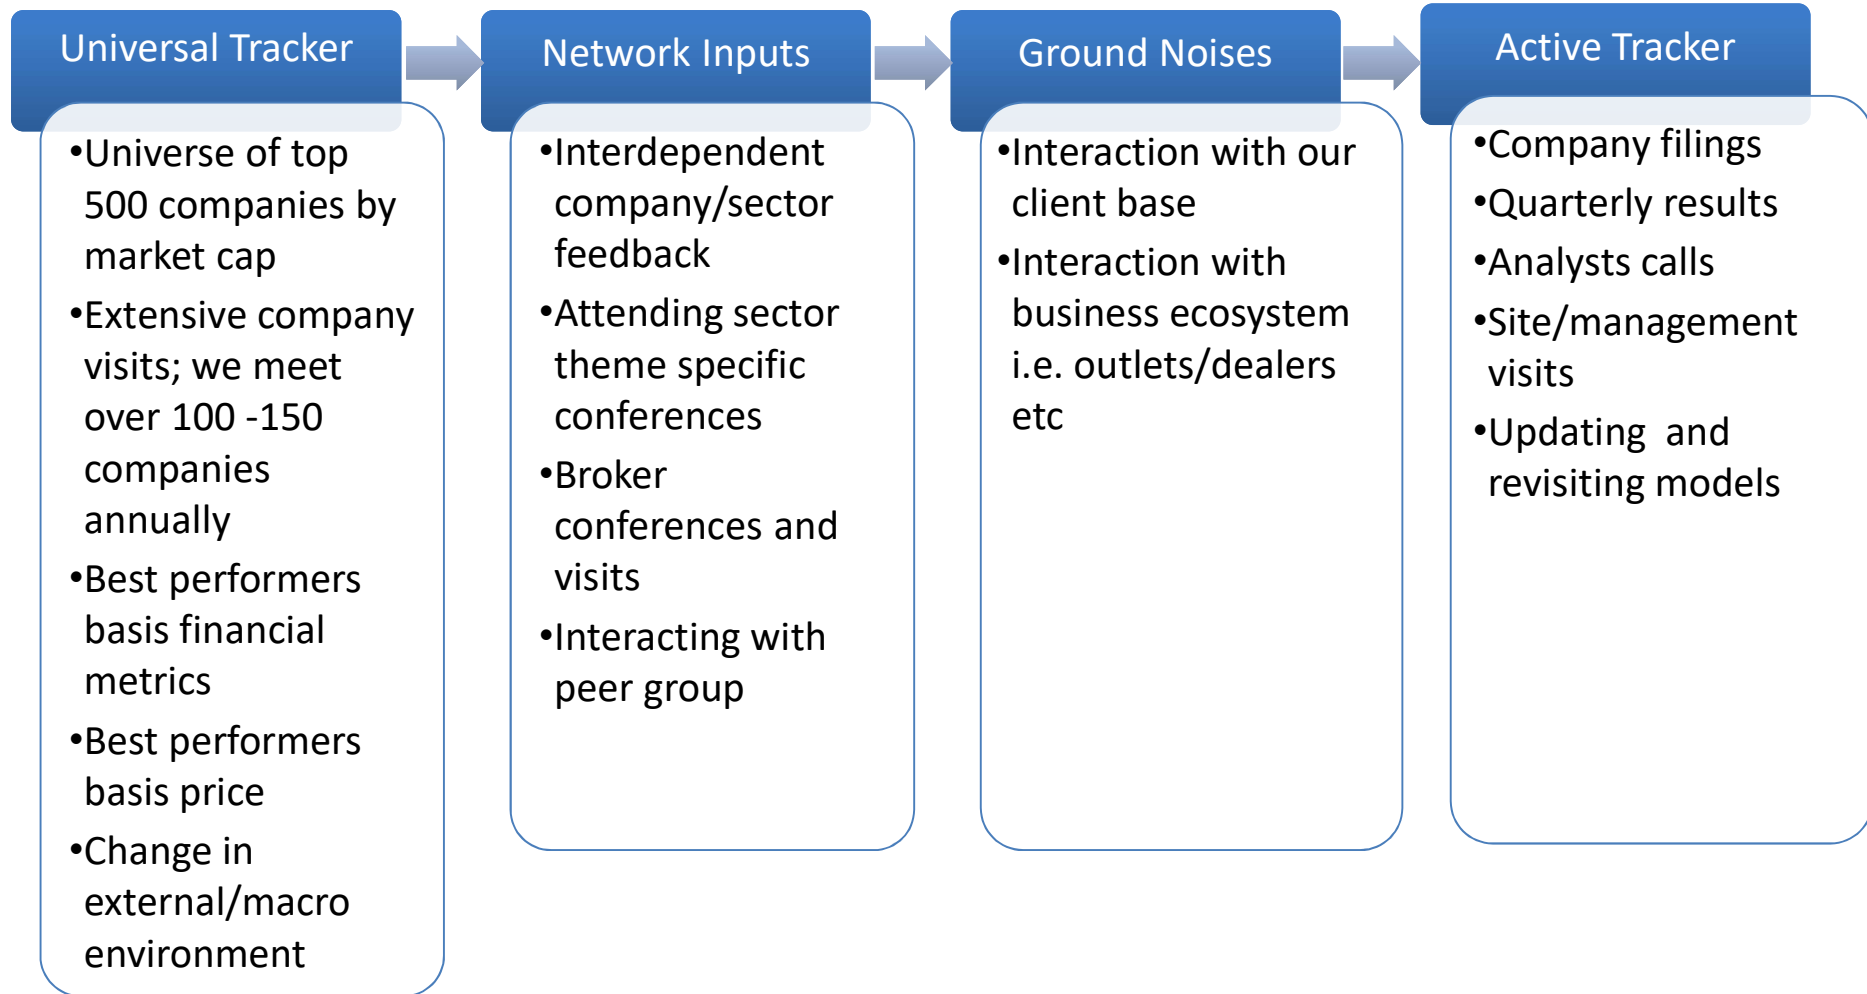 Universal Tracker
•Universe of top
500 companies by
market cap
•Extensive company
visits; we meet
over 100 -150
companies
annually
•Best performers
basis financial
metrics
•Best performers
basis price
•Change in
external/macro
environment
Network Inputs
•Interdependent
company/sector
feedback
•Attending sector
theme specific
conferences
•Broker
conferences and
visits
•Interacting with
peer group
Ground Noises
•Interaction with our
client base
•Interaction with
business ecosystem
i.e. outlets/dealers
etc
Active Tracker
•Company filings
•Quarterly results
•Analysts calls
•Site/management
visits
•Updating  and
revisiting models